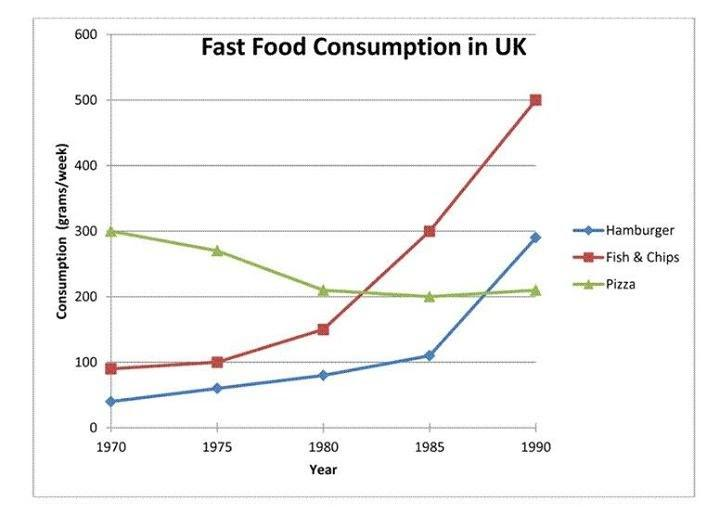 Fast Food Consumption in UK
600
500
400
300
200
100
0
Consumption (grams/week)
1970 1975 1980 1985 1990
Year
Hamburger
Fish & Chips
Pizza